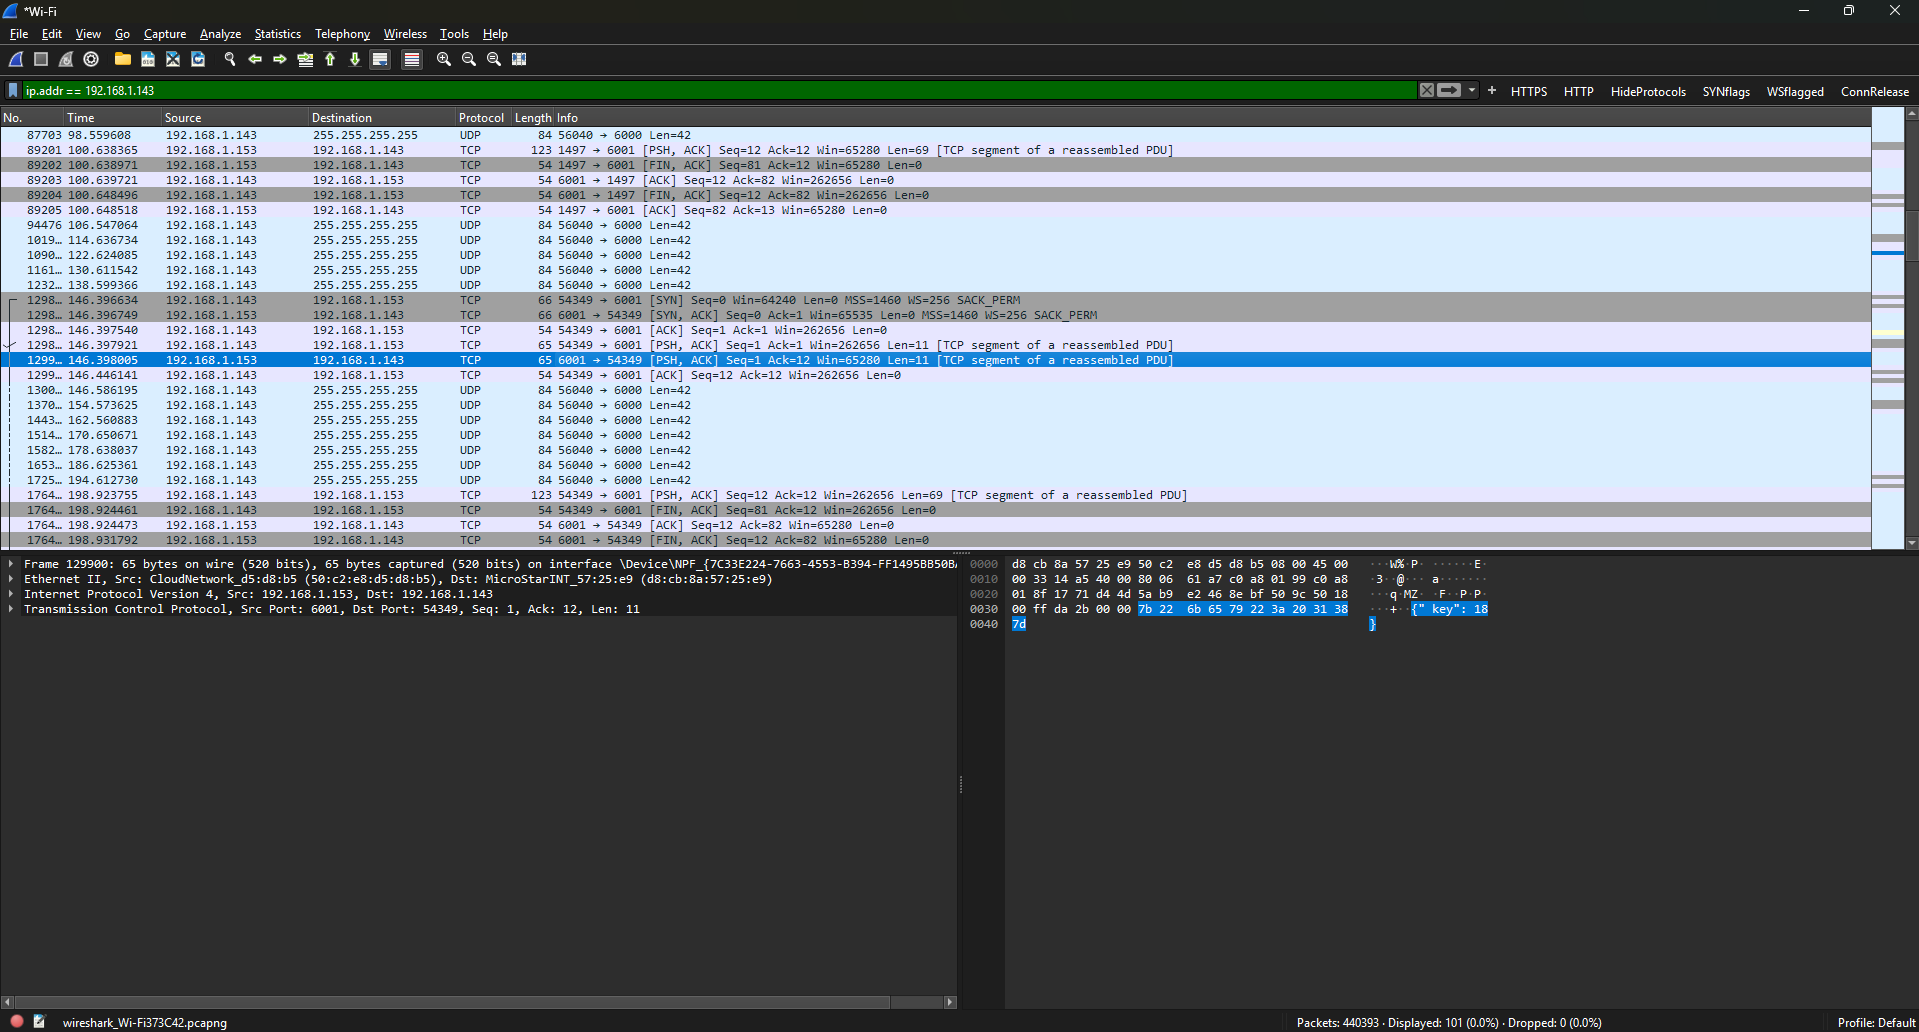 *Wi-Fi
File Edit View Go Capture Analyze Statistics Telephony Wireless Tools Help
ip.addr == 192.168.1.143
+ HTTPS HTTP HideProtocols SYNflags WSflagged ConnRelease
No. Time Source Destination Protocol Length Info
87703 98.559608 192.168.1.143 255.255.255.255 UDP 84 56040 → 6000 Len=42
89201 100.638365 192.168.1.153 192.168.1.143 TCP 123 1497 → 6001 [PSH, ACK] Seq=12 Ack=12 Win=65280 Len=69 [TCP segment of a reassembled PDU]
89202 100.638971 192.168.1.153 192.168.1.143 TCP 54 1497 → 6001 [FIN, ACK] Seq=81 Ack=12 Win=65280 Len=0
89203 100.639721 192.168.1.143 192.168.1.153 TCP 54 6001 → 1497 [ACK] Seq=12 Ack=82 Win=262656 Len=0
89204 100.648496 192.168.1.143 192.168.1.153 TCP 54 6001 → 1497 [FIN, ACK] Seq=12 Ack=82 Win=262656 Len=0
89205 100.648518 192.168.1.153 192.168.1.143 TCP 54 1497 → 6001 [ACK] Seq=82 Ack=13 Win=65280 Len=0
94476 106.547064 192.168.1.143 255.255.255.255 UDP 84 56040 → 6000 Len=42
1019… 114.636734 192.168.1.143 255.255.255.255 UDP 84 56040 → 6000 Len=42
1090… 122.624085 192.168.1.143 255.255.255.255 UDP 84 56040 → 6000 Len=42
1161… 130.611542 192.168.1.143 255.255.255.255 UDP 84 56040 → 6000 Len=42
1232… 138.599366 192.168.1.143 255.255.255.255 UDP 84 56040 → 6000 Len=42
1298… 146.396634 192.168.1.143 192.168.1.153 TCP 66 54349 → 6001 [SYN] Seq=0 Win=64240 Len=0 MSS=1460 WS=256 SACK_PERM
1298… 146.396749 192.168.1.153 192.168.1.143 TCP 66 6001 → 54349 [SYN, ACK] Seq=0 Ack=1 Win=65535 Len=0 MSS=1460 WS=256 SACK_PERM
1298… 146.397540 192.168.1.143 192.168.1.153 TCP 54 54349 → 6001 [ACK] Seq=1 Ack=1 Win=262656 Len=0
1298… 146.397921 192.168.1.143 192.168.1.153 TCP 65 54349 → 6001 [PSH, ACK] Seq=1 Ack=1 Win=262656 Len=11 [TCP segment of a reassembled PDU]
1299… 146.398005 192.168.1.153 192.168.1.143 TCP 65 6001 → 54349 [PSH, ACK] Seq=1 Ack=12 Win=65280 Len=11 [TCP segment of a reassembled PDU]
1299… 146.446141 192.168.1.143 192.168.1.153 TCP 54 54349 → 6001 [ACK] Seq=12 Ack=12 Win=262656 Len=0
1300… 146.586195 192.168.1.143 255.255.255.255 UDP 84 56040 → 6000 Len=42
1370… 154.573625 192.168.1.143 255.255.255.255 UDP 84 56040 → 6000 Len=42
1443… 162.560883 192.168.1.143 255.255.255.255 UDP 84 56040 → 6000 Len=42
1514… 170.650671 192.168.1.143 255.255.255.255 UDP 84 56040 → 6000 Len=42
1582… 178.638037 192.168.1.143 255.255.255.255 UDP 84 56040 → 6000 Len=42
1653… 186.625361 192.168.1.143 255.255.255.255 UDP 84 56040 → 6000 Len=42
1725… 194.612730 192.168.1.143 255.255.255.255 UDP 84 56040 → 6000 Len=42
1764… 198.923755 192.168.1.143 192.168.1.153 TCP 123 54349 → 6001 [PSH, ACK] Seq=12 Ack=12 Win=262656 Len=69 [TCP segment of a reassembled PDU]
1764… 198.924461 192.168.1.143 192.168.1.153 TCP 54 54349 → 6001 [FIN, ACK] Seq=81 Ack=12 Win=262656 Len=0
1764… 198.924473 192.168.1.153 192.168.1.143 TCP 54 6001 → 54349 [ACK] Seq=12 Ack=82 Win=65280 Len=0
1764… 198.931792 192.168.1.153 192.168.1.143 TCP 54 6001 → 54349 [FIN, ACK] Seq=12 Ack=82 Win=65280 Len=0
Frame 129900: 65 bytes on wire (520 bits), 65 bytes captured (520 bits) on interface \Device\NPF_{7C33E224-7663-4553-B394-FF1495BB50B
Ethernet II, Src: CloudNetwork_d5:d8:b5 (50:c2:e8:d5:d8:b5), Dst: MicroStarINT_57:25:e9 (d8:cb:8a:57:25:e9)
Internet Protocol Version 4, Src: 192.168.1.153, Dst: 192.168.1.143
Transmission Control Protocol, Src Port: 6001, Dst Port: 54349, Seq: 1, Ack: 12, Len: 11
0000 d8 cb 8a 57 25 e9 50 c2 e8 d5 d8 b5 08 00 45 00 ···W%·P· ······E·
0010 00 33 14 a5 40 00 80 06 61 a7 c0 a8 01 99 c0 a8 ·3··@··· a·······
0020 01 8f 17 71 d4 4d 5a b9 e2 46 8e bf 50 9c 50 18 ···q·MZ· ·F··P·P·
0030 00 ff da 2b 00 00 7b 22 6b 65 79 22 3a 20 31 38 ···+··{" key": 18
0040 7d }
wireshark_Wi-Fi373C42.pcapng
Packets: 440393 · Displayed: 101 (0.0%) · Dropped: 0 (0.0%)
Profile: Default